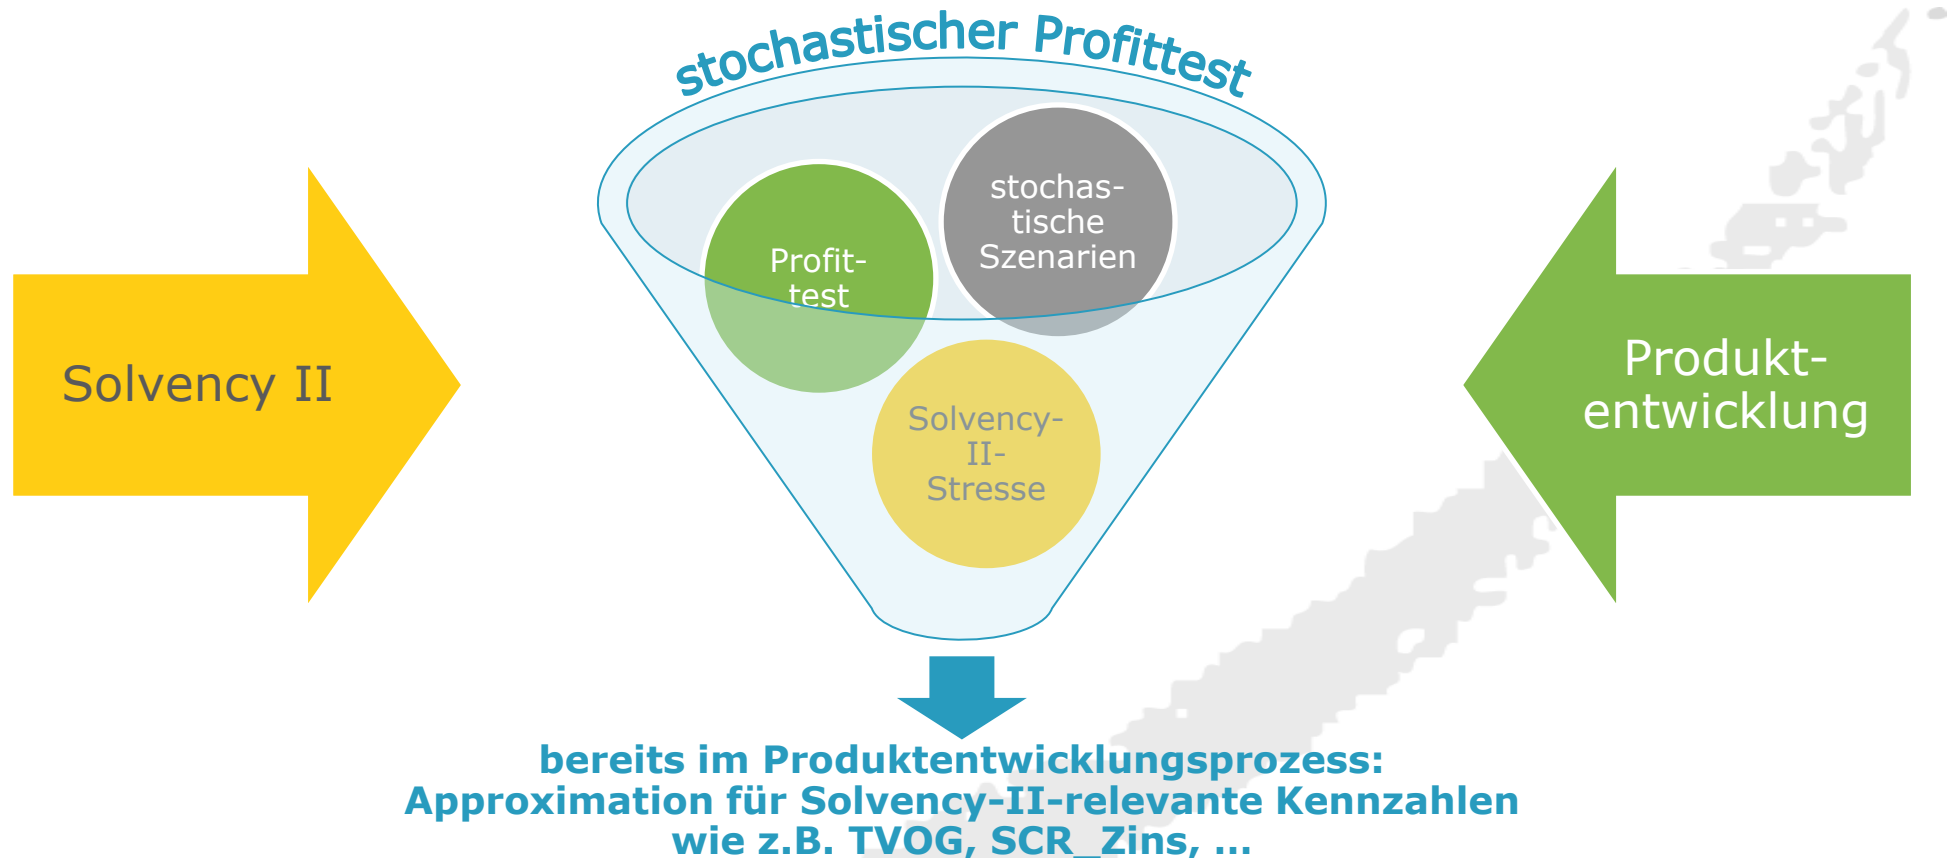 stochastischer Profittest
stochas-
tische
Szenarien
Profit-
test
Solvency-
II-
Stresse
Solvency II
Produkt-
entwicklung
bereits im Produktentwicklungsprozess:
Approximation für Solvency-II-relevante Kennzahlen
wie z.B. TVOG, SCR_Zins, ...